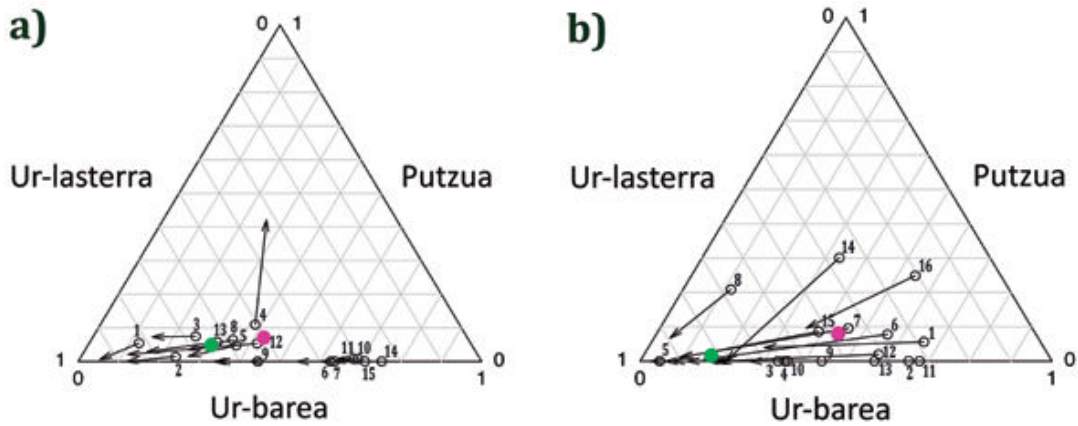 a)
0 1
Ur-lasterra
Putzua
1 3 13 8 5 4 12
2 9 6 7 11 10 15 14
1 0
0 1
Ur-barea
b)
0 1
Ur-lasterra
Putzua
8 14 16
15 7 6 1
5 3 4 10 9 12 13 2 11
1 0
0 1
Ur-barea